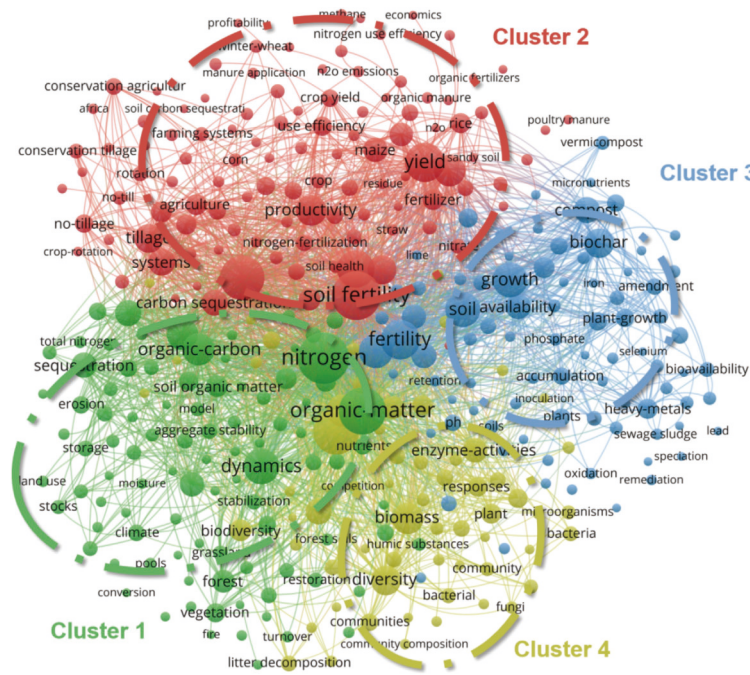 methane
economics
profitability
nitrogen use efficiency
Cluster 2
winter-wheat
manure application
n2o emissions
organic fertilizers
conservation agricultur
crop yield
organic manure
africa
soil carbon sequestrati
use efficiency
n2o
rice
poultry manure
farming systems
vermicompost
conservation tillage
corn
maize
yield
sandy soil
Cluster 3
rotation
crop
residue
micronutrients
no-till
agriculture
productivity
fertilizer
compost
no-tillage
tillage
straw
biochar
nitrogen-fertilization
nitrate
crop-rotation
systems
soil health
lime
growth
iron
amendment
carbon sequestration
soil fertility
soil
availability
plant-growth
total nitrogen
organic-carbon
nitrogen
fertility
phosphate
sequestration
selenium
soil organic matter
retention
accumulation
bioavailability
erosion
model
organic-matter
inoculation
aggregate stability
nutrients
ph
soils
plants
heavy-metals
storage
enzyme-activities
sewage sludge
lead
land use
moisture
dynamics
competition
responses
speciation
stocks
stabilization
oxidation
remediation
biomass
plant
microorganisms
climate
biodiversity
forest soils
humic substances
bacteria
pools
grassland
conversion
forest
restoration
diversity
community
bacterial
fungi
vegetation
communities
Cluster 1
fire
turnover
community composition
Cluster 4
litter decomposition